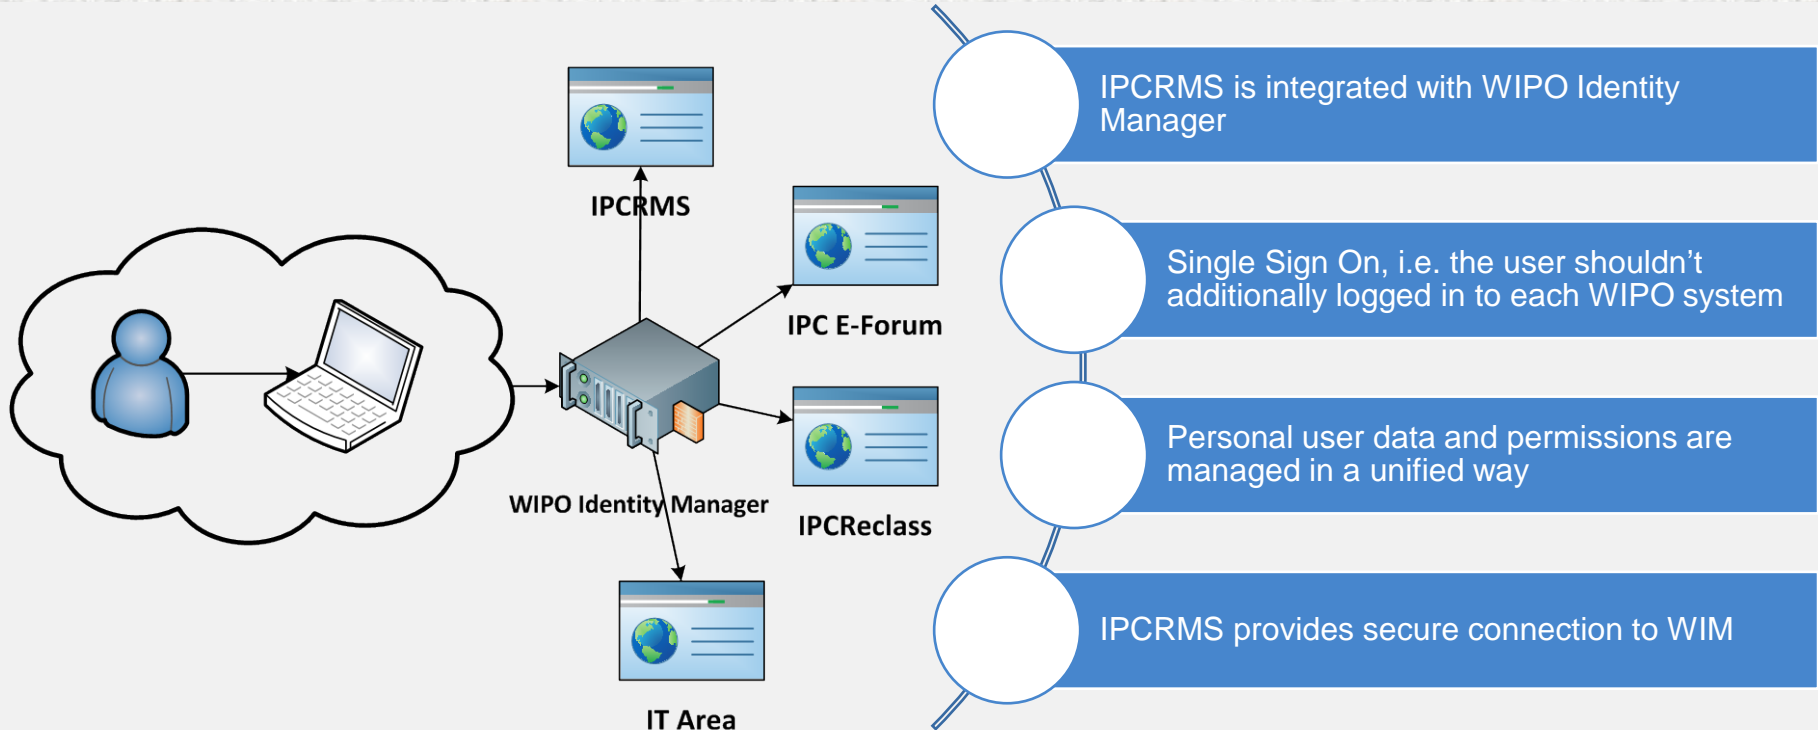 IPCRMS
IPC E-Forum
WIPO Identity Manager
IPCReclass
IT Area
IPCRMS is integrated with WIPO Identity
Manager
Single Sign On, i.e. the user shouldn’t
additionally logged in to each WIPO system
Personal user data and permissions are
managed in a unified way
IPCRMS provides secure connection to WIM